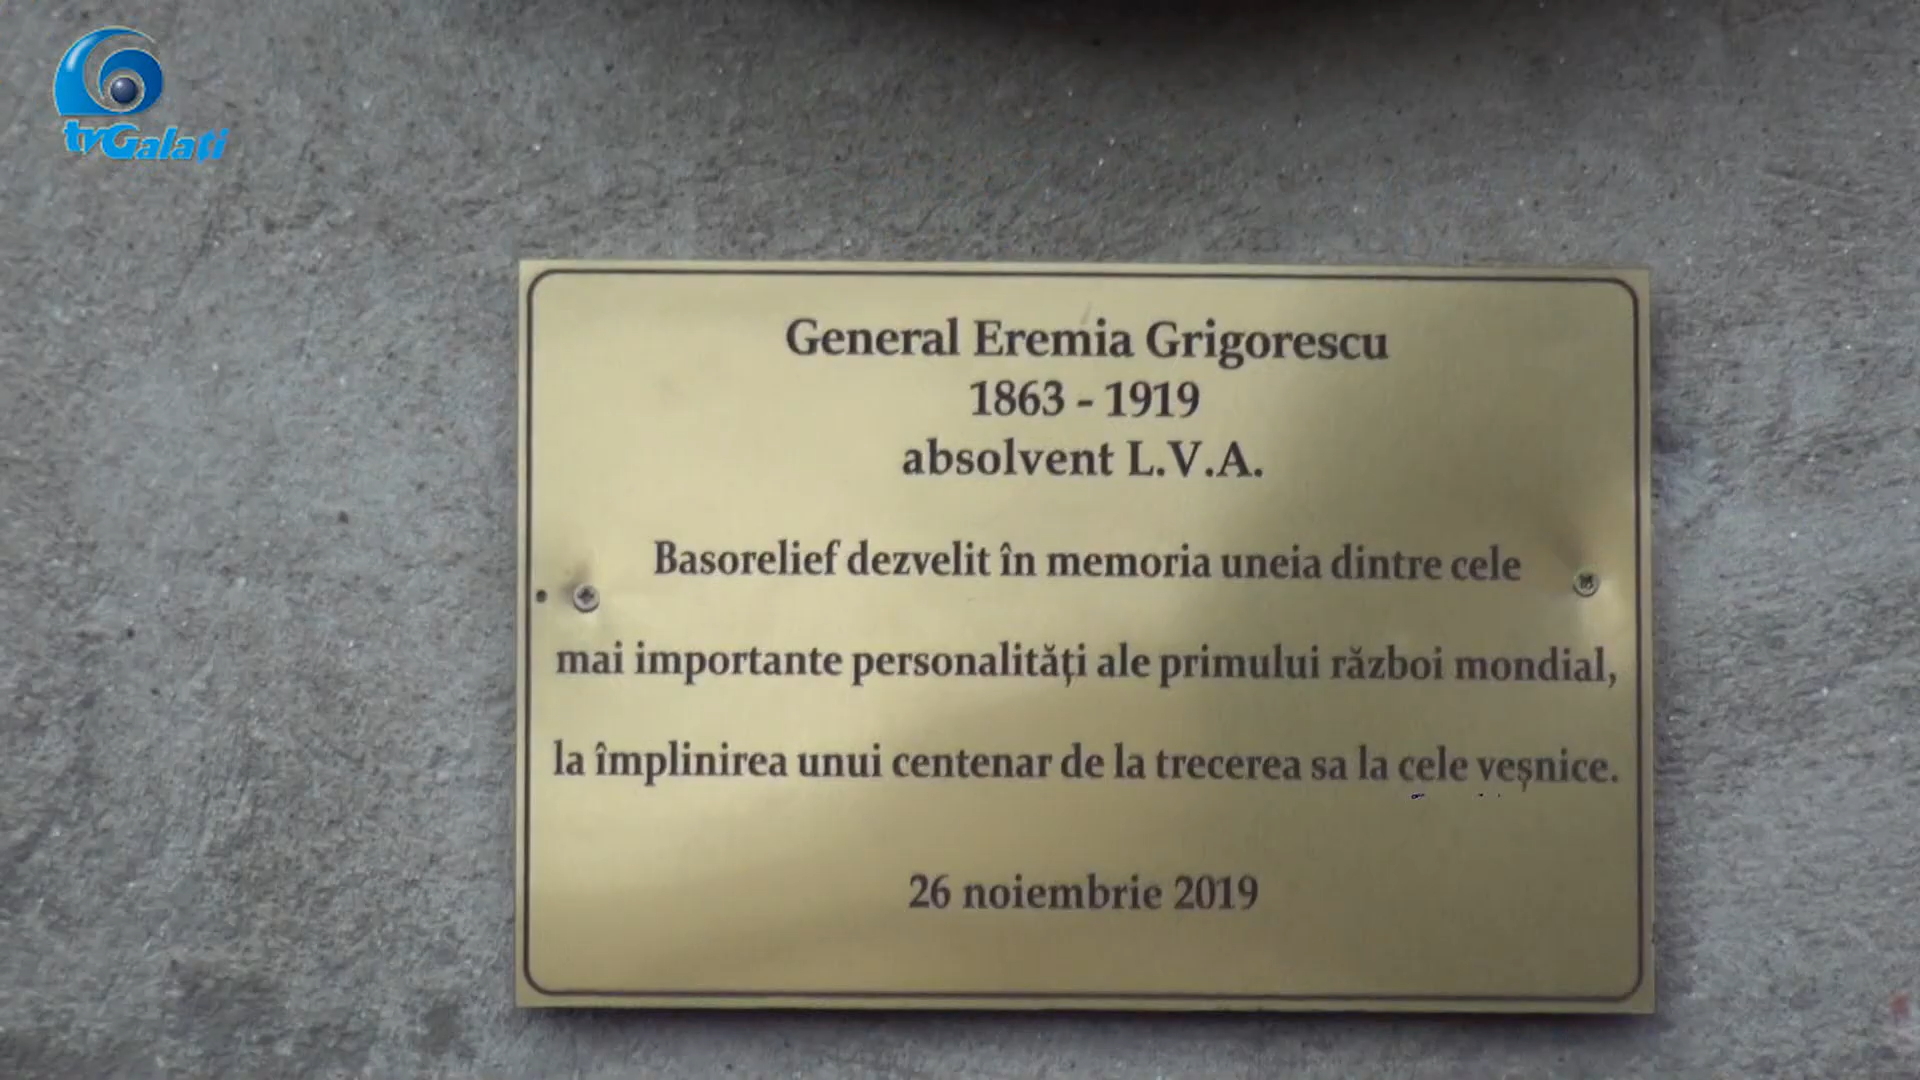 tvGalați
General Eremia Grigorescu
1863 - 1919
absolvent L.V.A.
Basorelief dezvelit în memoria uneia dintre cele
mai importante personalități ale primului război mondial,
la împlinirea unui centenar de la trecerea sa la cele veșnice.
26 noiembrie 2019